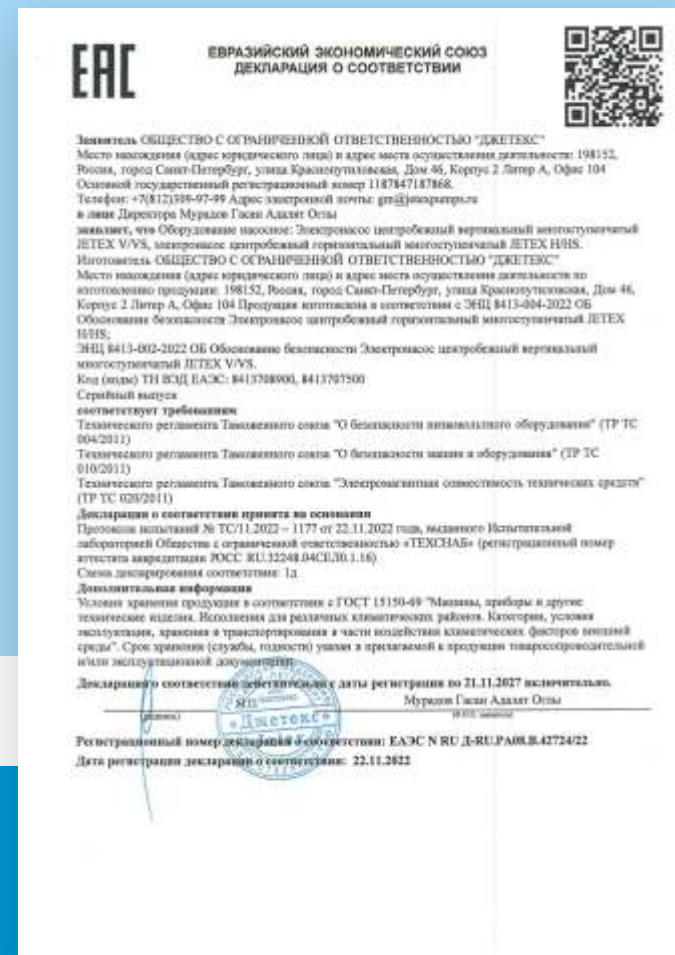 ЕАС
ЕВРАЗИЙСКИЙ ЭКОНОМИЧЕСКИЙ СОЮЗ
ДЕКЛАРАЦИЯ О СООТВЕТСТВИИ
Заявитель ОБЩЕСТВО С ОГРАНИЧЕННОЙ ОТВЕТСТВЕННОСТЬЮ "ДЖЕТЕКС"
Место нахождения (адрес юридического лица) и адрес места осуществления деятельности: 198152,
Россия, город Санкт-Петербург, улица Краснопутиловская, Дом 46, Корпус 2 Литер А, Офис 104
Основной государственный регистрационный номер 1187847187868.
Телефон: +7(812)309-97-99 Адрес электронной почты: gm@jetexpumps.ru
в лице Директора Мурадов Гасан Адалят Оглы
заявляет, что Оборудование насосное: Электронасос центробежный вертикальный многоступенчатый
JETEX V/VS, электронасос центробежный горизонтальный многоступенчатый JETEX H/HS.
Изготовитель ОБЩЕСТВО С ОГРАНИЧЕННОЙ ОТВЕТСТВЕННОСТЬЮ "ДЖЕТЕКС"
Место нахождения (адрес юридического лица) и адрес места осуществления деятельности по
изготовлению продукции: 198152, Россия, город Санкт-Петербург, улица Краснопутиловская, Дом 46,
Корпус 2 Литер А, Офис 104 Продукция изготовлена в соответствии с ЭНЦ 8413-004-2022 ОБ
Обоснование безопасности Электронасос центробежный горизонтальный многоступенчатый JETEX
H/HS;
ЭНЦ 8413-002-2022 ОБ Обоснование безопасности Электронасос центробежный вертикальный
многоступенчатый JETEX V/VS.
Код (коды) ТН ВЭД ЕАЭС: 8413708900, 8413707500
Серийный выпуск
соответствует требованиям
Технического регламента Таможенного союза "О безопасности низковольтного оборудования" (ТР ТС
004/2011)
Технического регламента Таможенного союза "О безопасности машин и оборудования" (ТР ТС
010/2011)
Технического регламента Таможенного союза "Электромагнитная совместимость технических средств"
(ТР ТС 020/2011)
Декларация о соответствии принята на основании
Протокола испытаний № ТС/11.2022 – 1177 от 22.11.2022 года, выданного Испытательной
лабораторией Общества с ограниченной ответственностью «ТЕХСНАБ» (регистрационный номер
аттестата аккредитации РОСС RU.32248.04СЕЛ0.1.16)
Схема декларирования соответствия: 1д
Дополнительная информация
Условия хранения продукции в соответствии с ГОСТ 15150-69 "Машины, приборы и другие
технические изделия. Исполнения для различных климатических районов. Категории, условия
эксплуатации, хранения и транспортирования в части воздействия климатических факторов внешней
среды". Срок хранения (службы, годности) указан в прилагаемой к продукции товаросопроводительной
и/или эксплуатационной документации
Декларация о соответствии действительна с даты регистрации по 21.11.2027 включительно.
М.П. Мурадов Гасан Адалят Оглы
(подпись) (Ф.И.О. заявителя)
«Джетекс»
Jetex
Регистрационный номер декларации о соответствии: ЕАЭС N RU Д-RU.РА08.В.42724/22
Дата регистрации декларации о соответствии: 22.11.2022